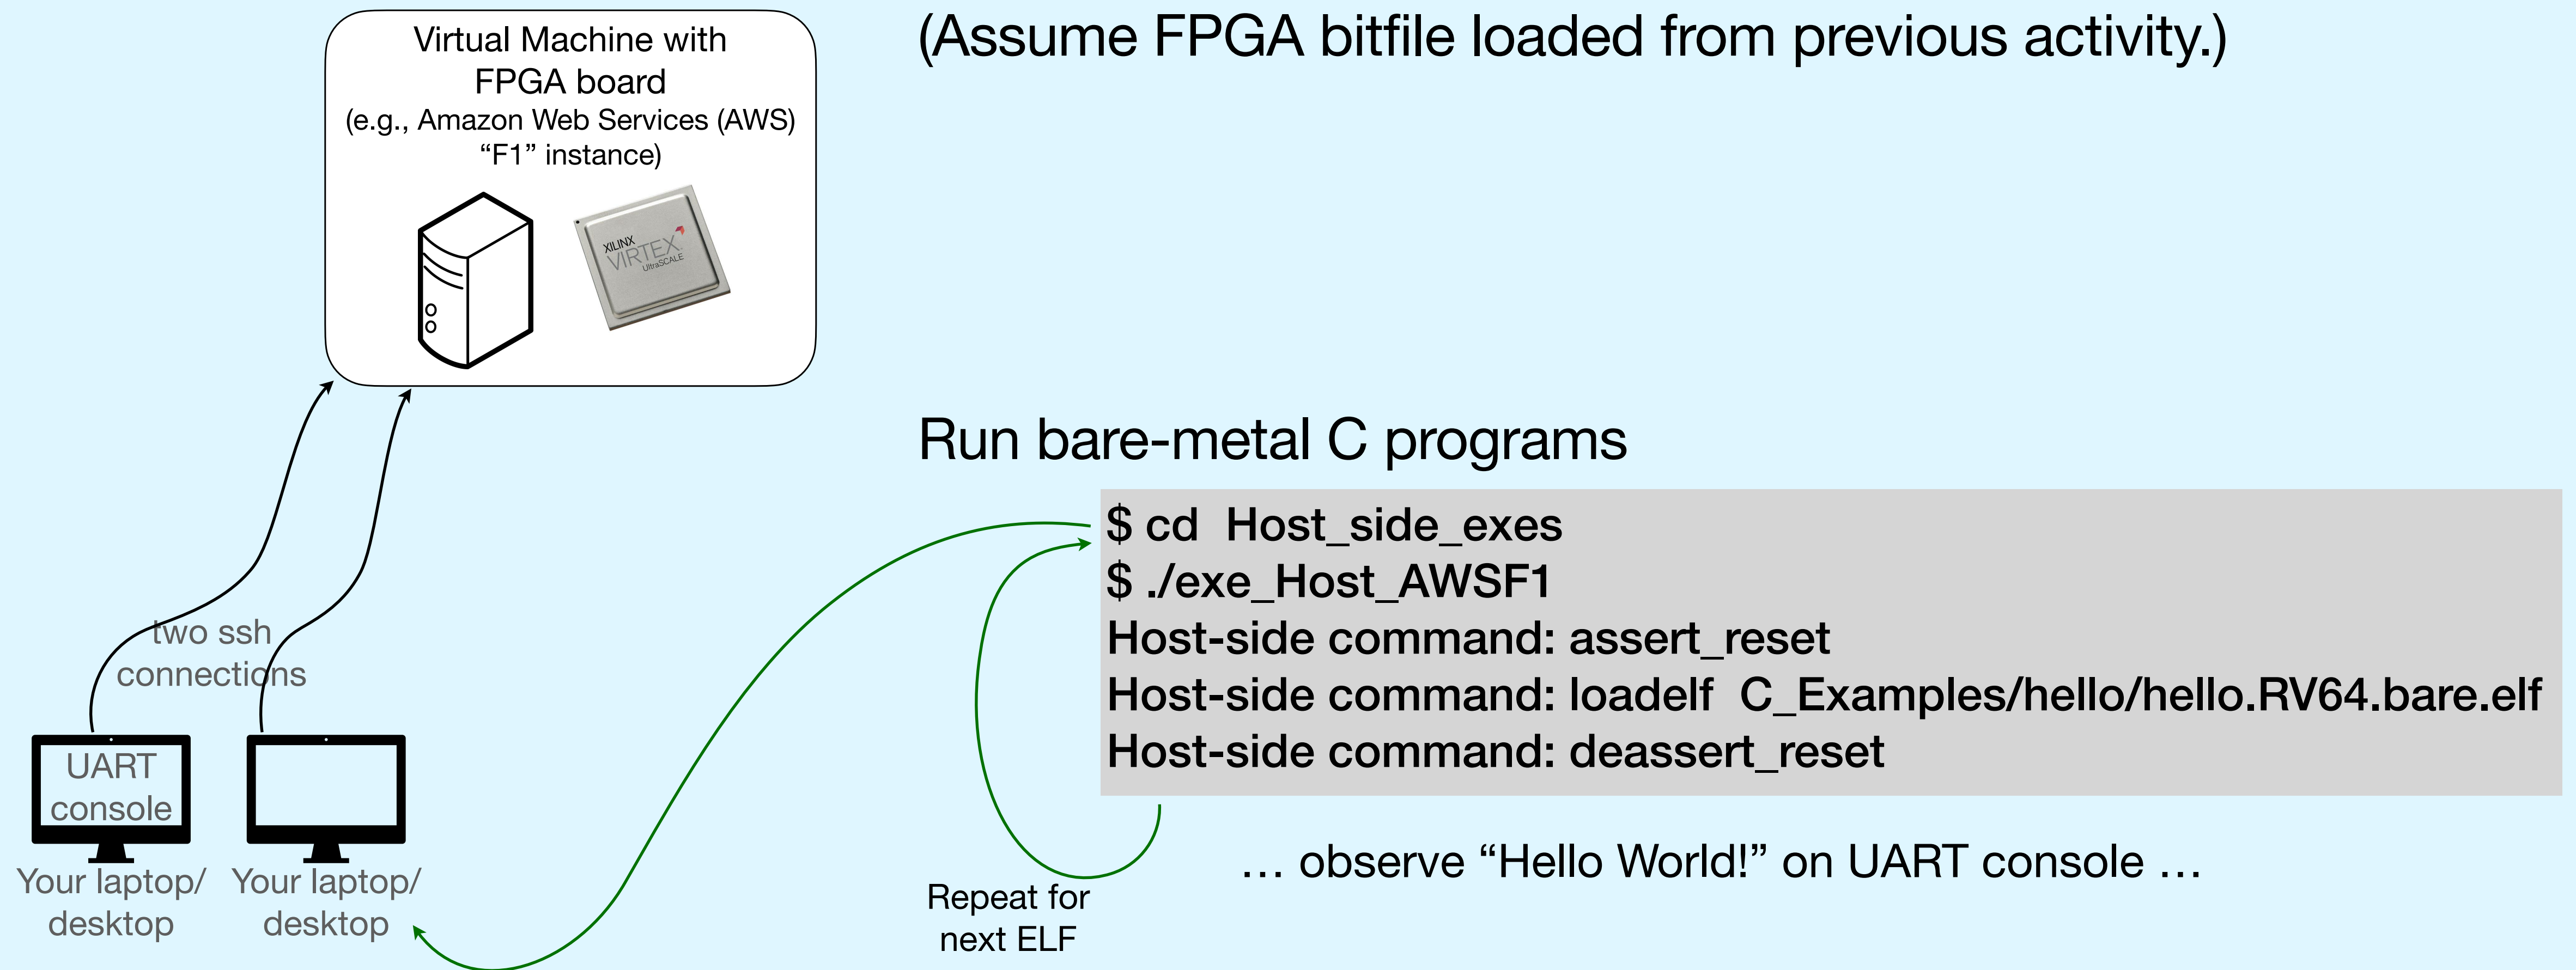 Virtual Machine with
FPGA board
(e.g., Amazon Web Services (AWS)
“F1” instance)
XILINX
VIRTEX
UltraSCALE
(Assume FPGA bitfile loaded from previous activity.)
Run bare-metal C programs
$ cd  Host_side_exes
$ ./exe_Host_AWSF1
Host-side command: assert_reset
Host-side command: loadelf  C_Examples/hello/hello.RV64.bare.elf
Host-side command: deassert_reset
… observe “Hello World!” on UART console …
Repeat for
next ELF
two ssh
connections
UART
console
Your laptop/
desktop
Your laptop/
desktop